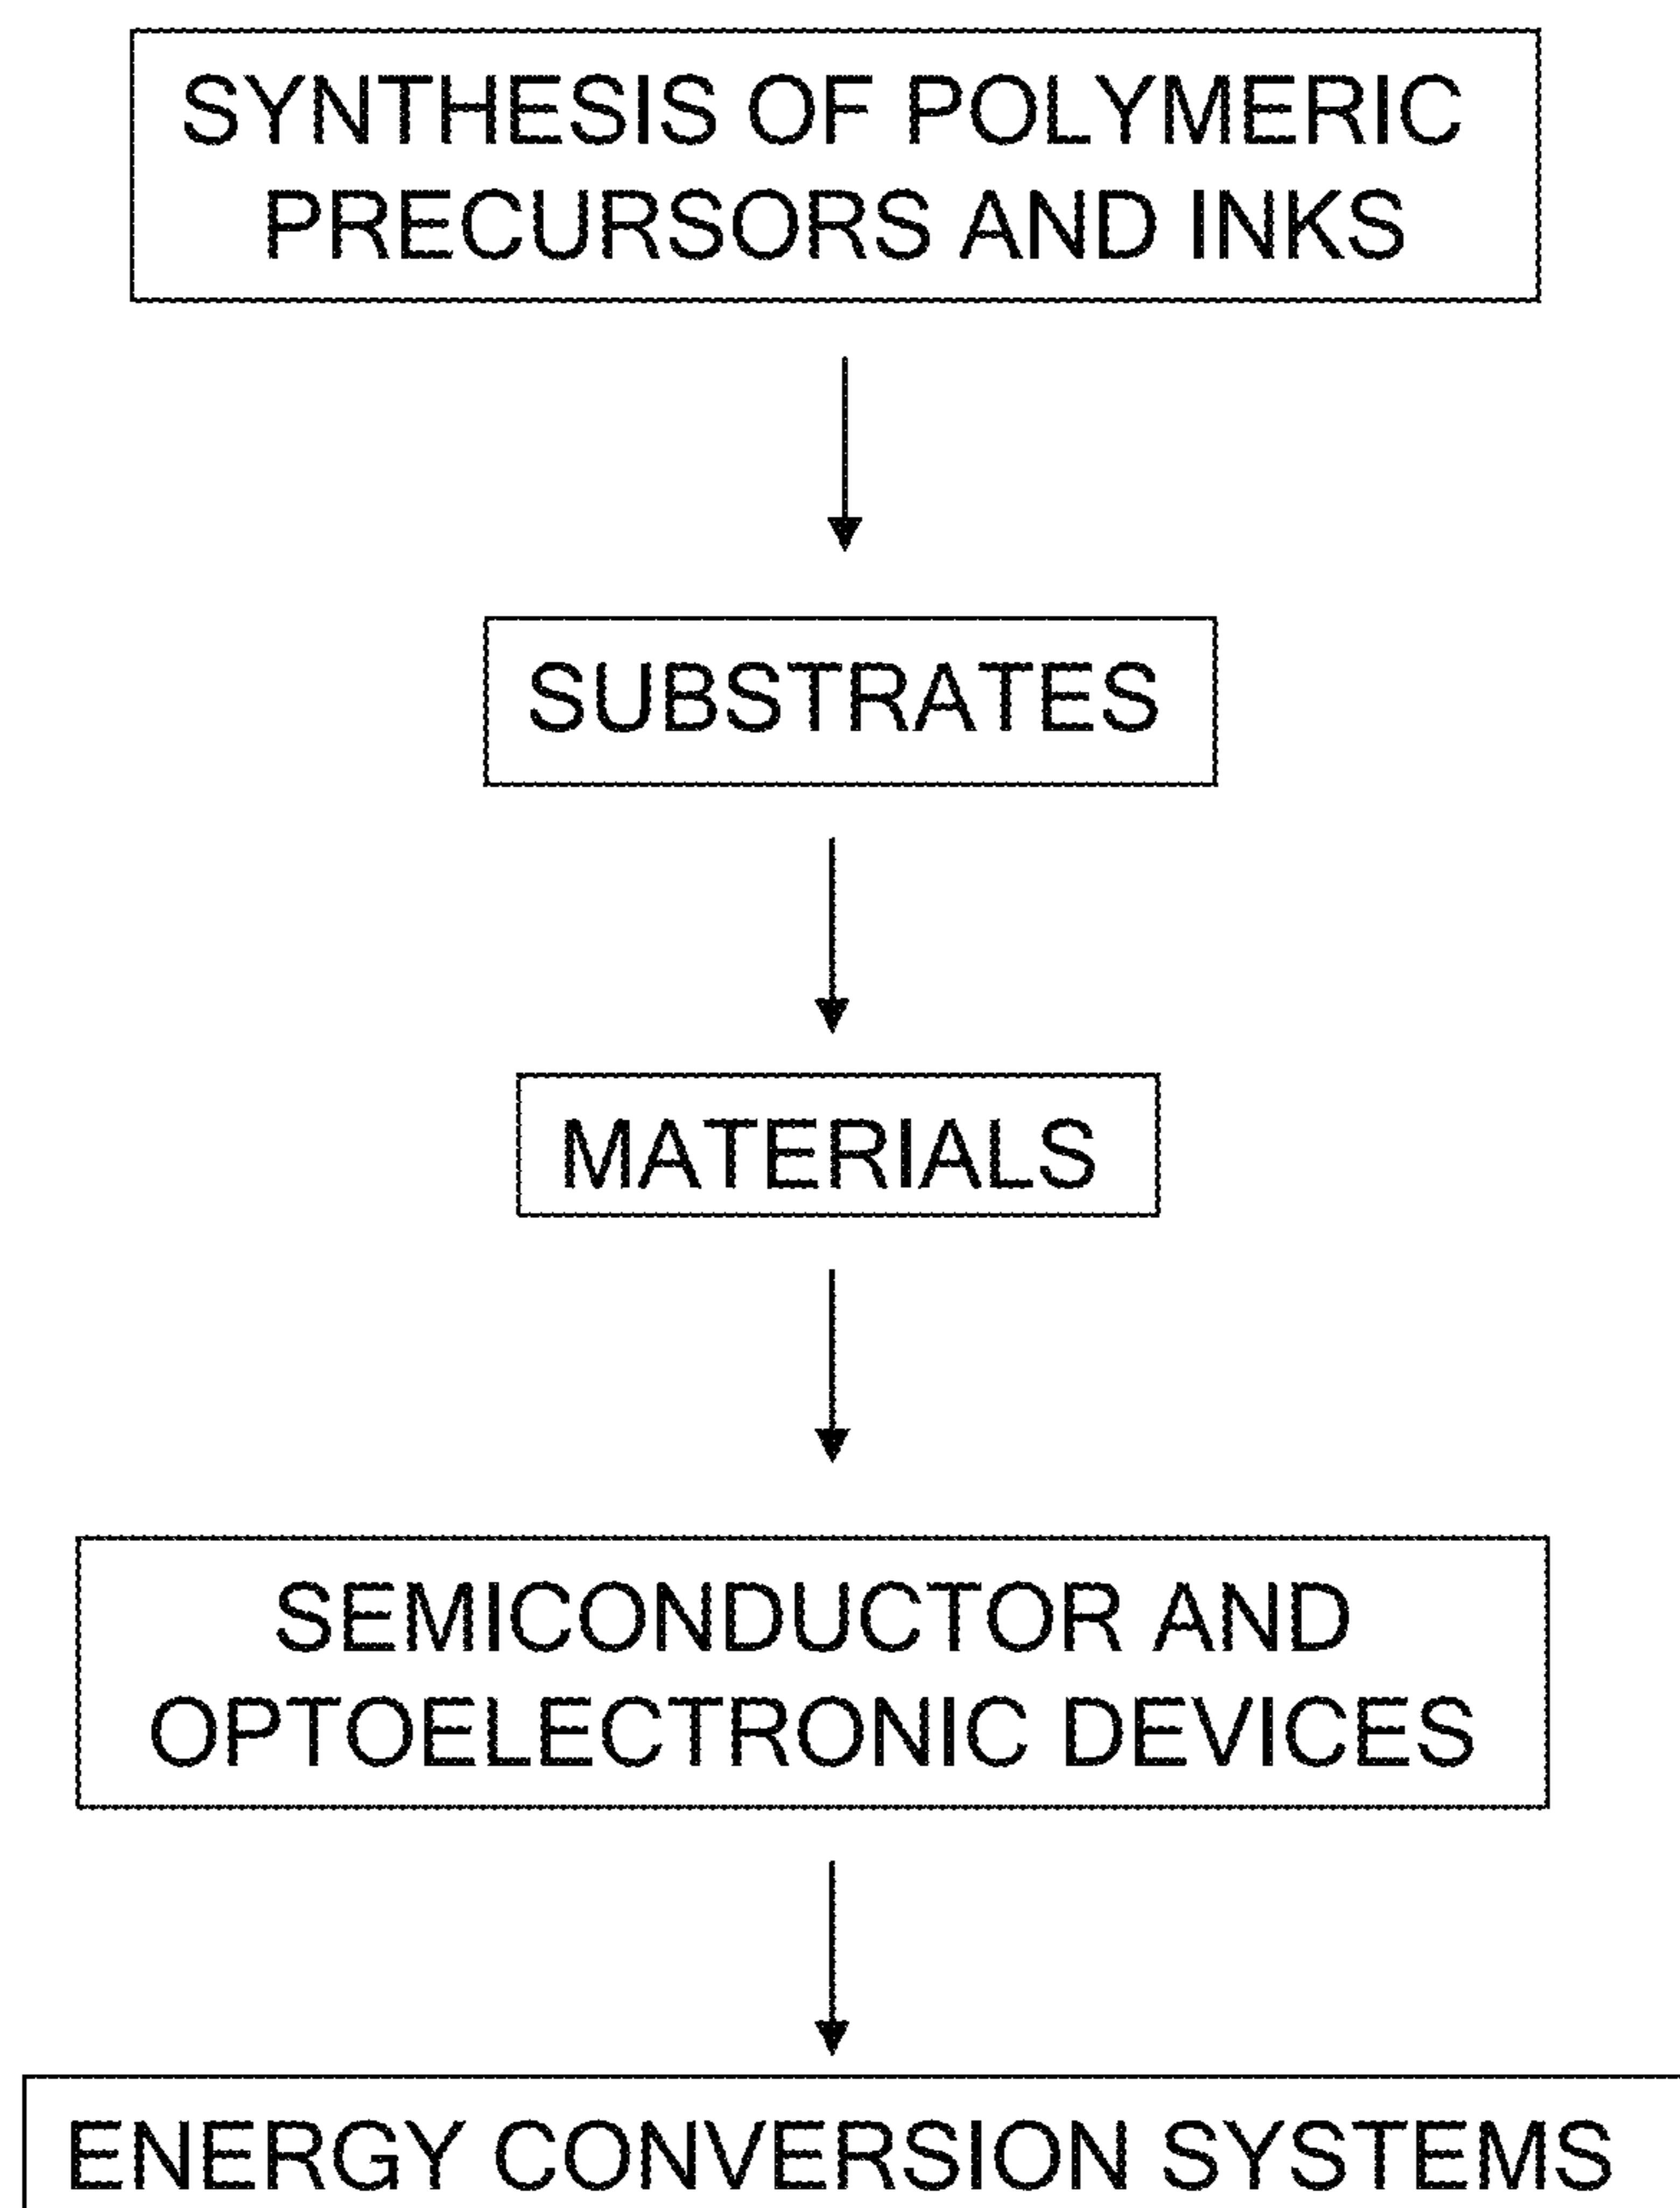 SYNTHESIS OF POLYMERIC
PRECURSORS AND INKS
SUBSTRATES
MATERIALS
SEMICONDUCTOR AND
OPTOELECTRONIC DEVICES
ENERGY CONVERSION SYSTEMS